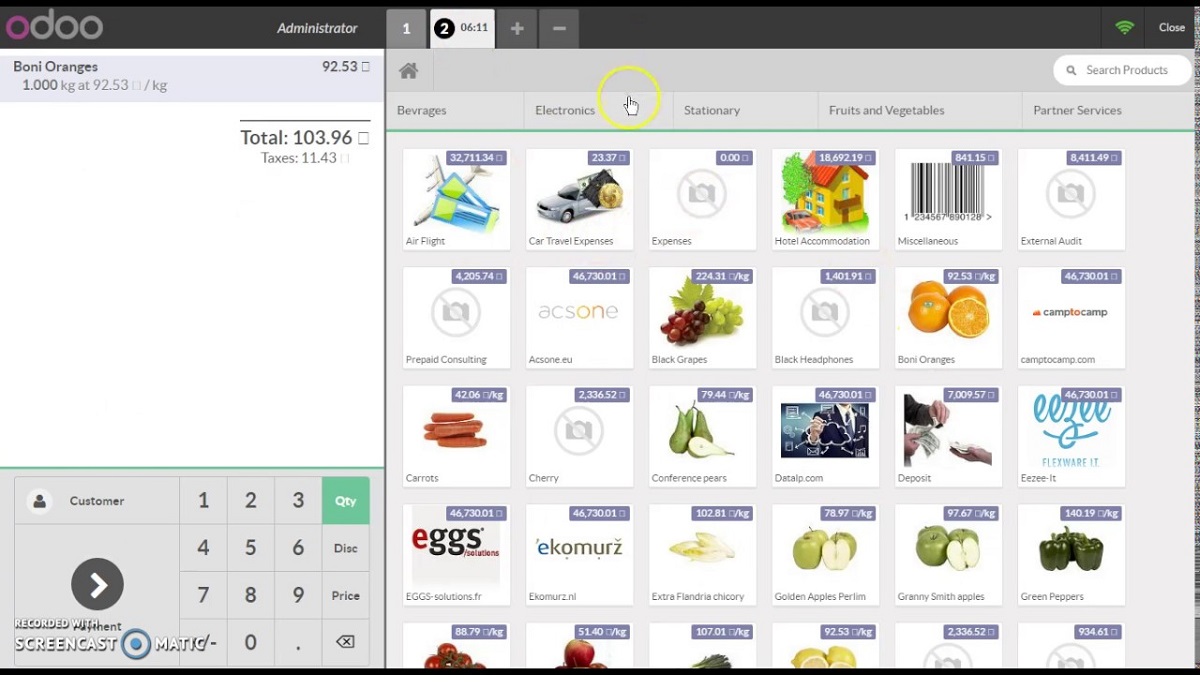 odoo
Administrator
1
2 06:11
Close
Boni Oranges 92.53
1.000 kg at 92.53 / kg
Total: 103.96
Taxes: 11.43
Search Products
Bevrages Electronics Stationary Fruits and Vegetables Partner Services
32,711.34 23.37 0.00 18,692.19 841.15 8,411.49
1 234567 890128 >
Air Flight Car Travel Expenses Expenses Hotel Accommodation Miscellaneous External Audit
4,205.74 46,730.01 224.31 /kg 1,401.91 92.53 /kg 46,730.01
acsone camptocamp
Prepaid Consulting Acsone.eu Black Grapes Black Headphones Boni Oranges camptocamp.com
42.06 /kg 2,336.52 79.44 /kg 46,730.01 7,009.57 46,730.01
eezee
FLEXWARE I.T.
Carrots Cherry Conference pears Datalp.com Deposit Eezee-It
46,730.01 46,730.01 102.81 /kg 78.97 /kg 97.67 /kg 140.19 /kg
eggs /solutions ekomurz
EGGS-solutions.fr Ekomurz.nl Extra Flandria chicory Golden Apples Perlim Granny Smith apples Green Peppers
88.79 /kg 51.40 /kg 107.01 /kg 92.53 /kg 2,336.52 934.61
Customer
1 2 3 Qty
4 5 6 Disc
7 8 9 Price
+/- 0 .
Payment
RECORDED WITH
SCREENCAST MATIC